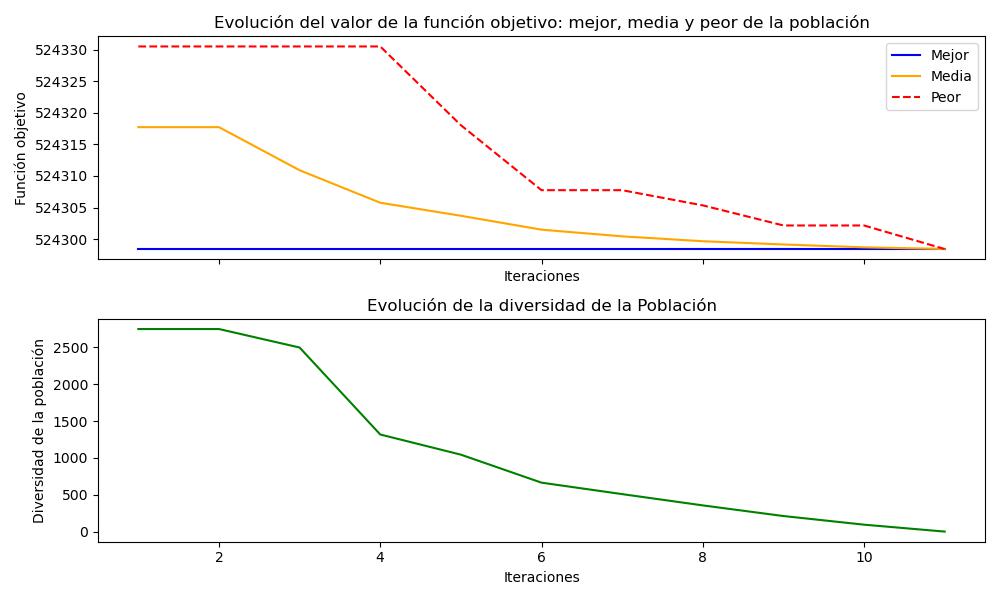 Evolución del valor de la función objetivo: mejor, media y peor de la población
Función objetivo
524330
524325
524320
524315
524310
524305
524300
Mejor
Media
Peor
Iteraciones
Evolución de la diversidad de la Población
Diversidad de la población
2500
2000
1500
1000
500
0
2 4 6 8 10
Iteraciones